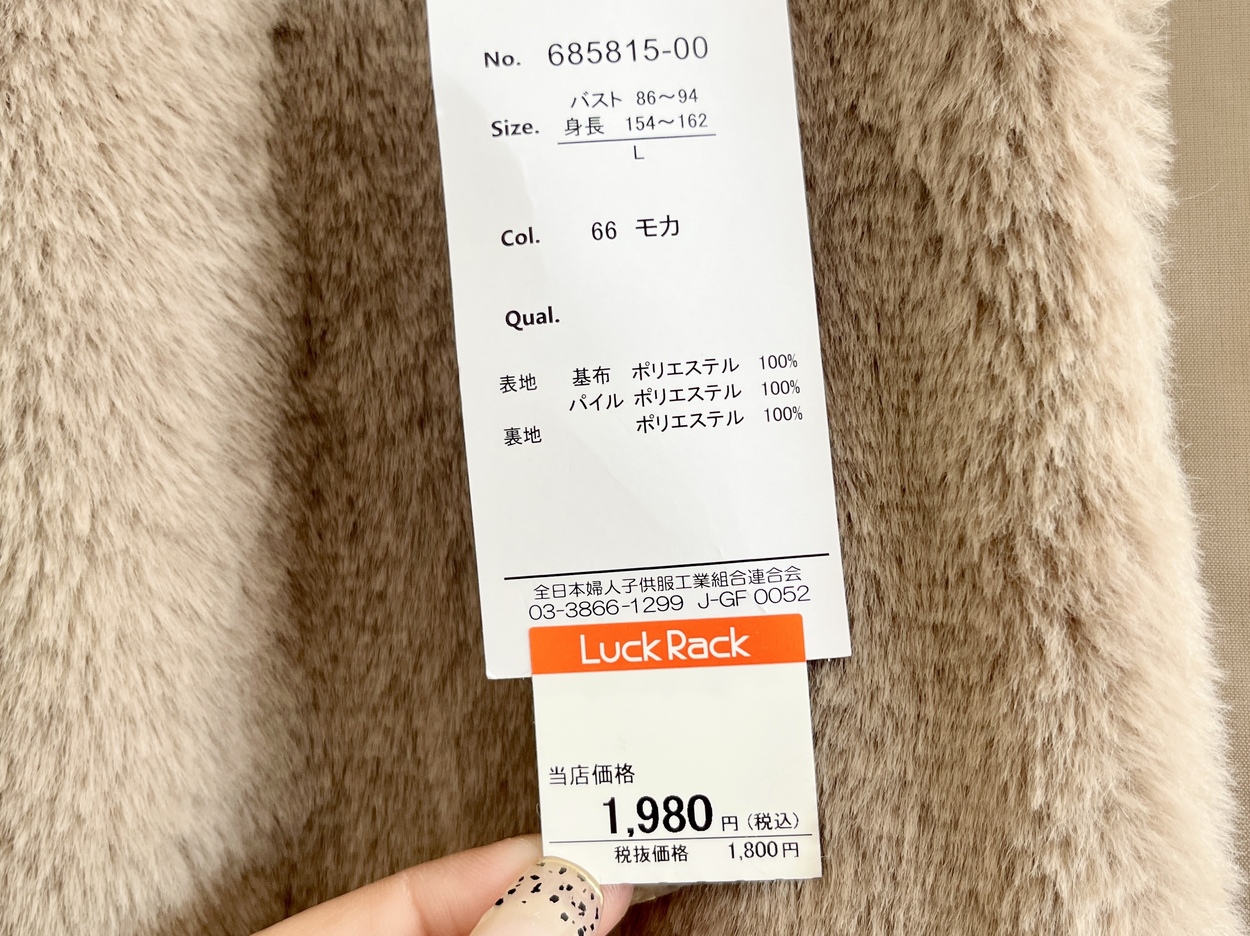 No. 685815-00
バスト 86〜94
Size. 身長 154〜162
L
Col. 66 モカ
Qual.
表地 基布 ポリエステル 100%
パイル ポリエステル 100%
裏地 ポリエステル 100%
全日本婦人子供服工業組合連合会
03-3866-1299 J-GF 0052
Luck Rack
当店価格
1,980 円 (税込)
税抜価格 1,800円